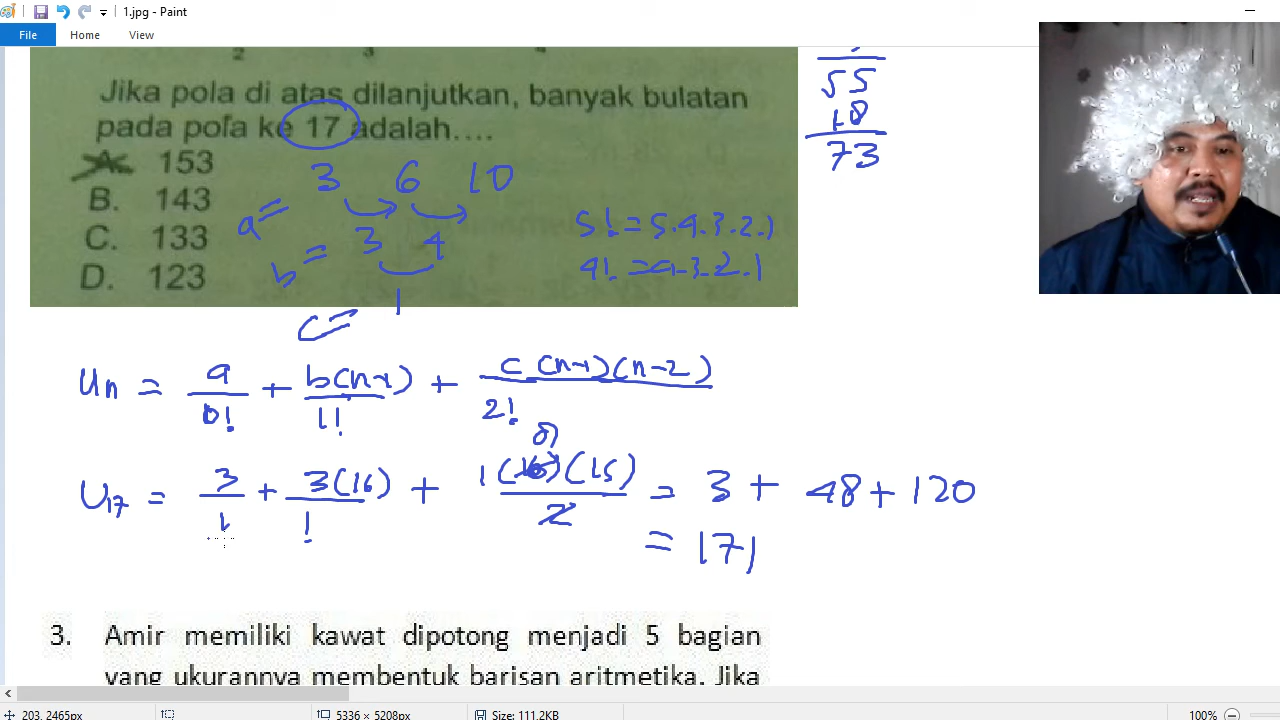 1.jpg - Paint
File Home View
Jika pola di atas dilanjutkan, banyak bulatan
pada pola ke 17 adalah....
A. 153
B. 143
C. 133
D. 123
3 6 10
a =
3 4
b =
1
c =
5! = 5.4.3.2.1
4! = 4.3.2.1
55
18
73
Un = a/0! + b(n-1)/1! + c(n-1)(n-2)/2!
8
U17 = 3/1 + 3(16)/1 + 1(16)(15)/2 = 3 + 48 + 120
= 171
3. Amir memiliki kawat dipotong menjadi 5 bagian
yang ukurannya membentuk barisan aritmetika. Jika
203, 2465px 5336 × 5208px Size: 111.2KB 100%